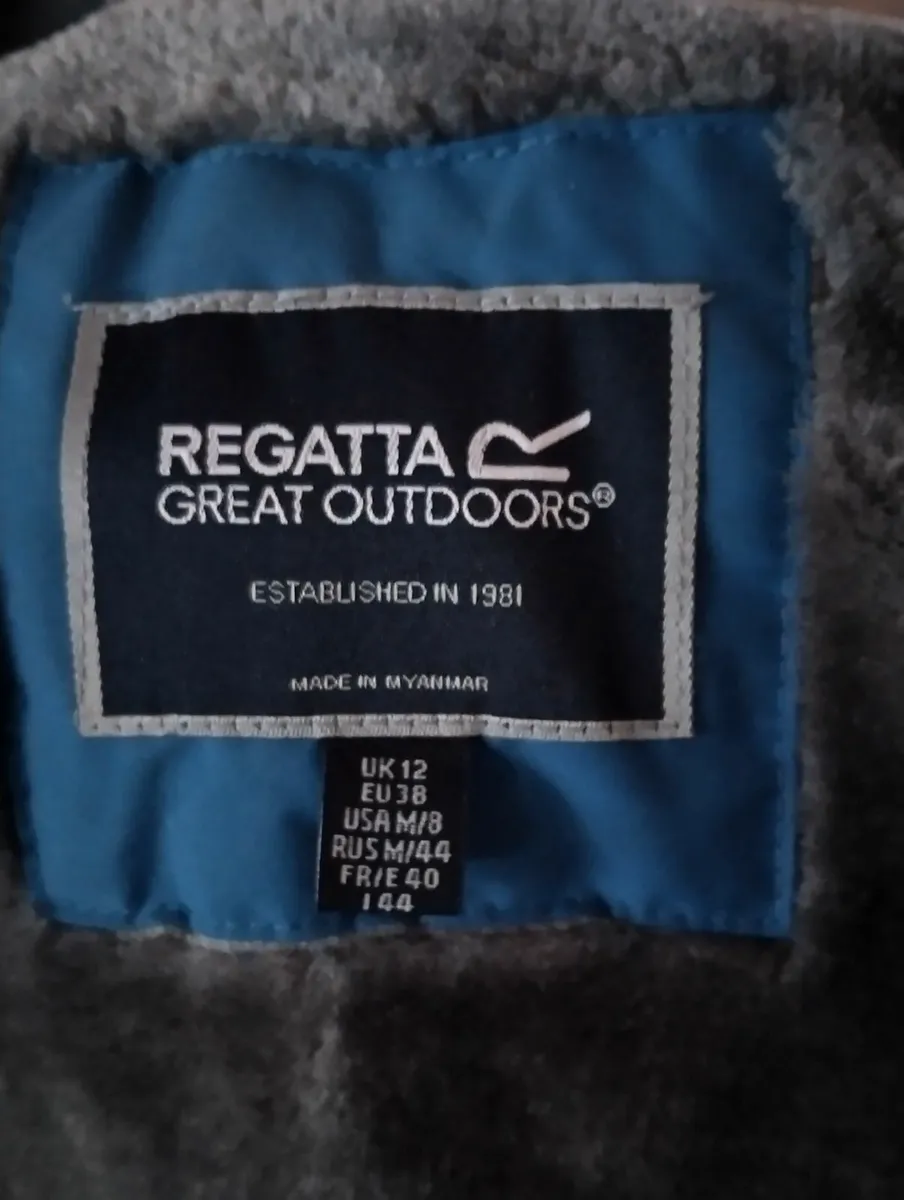 REGATTA
GREAT OUTDOORS®
ESTABLISHED IN 1981
MADE IN MYANMAR
UK 12
EU 38
USA M/8
RUS M/44
FR/E 40
I 44